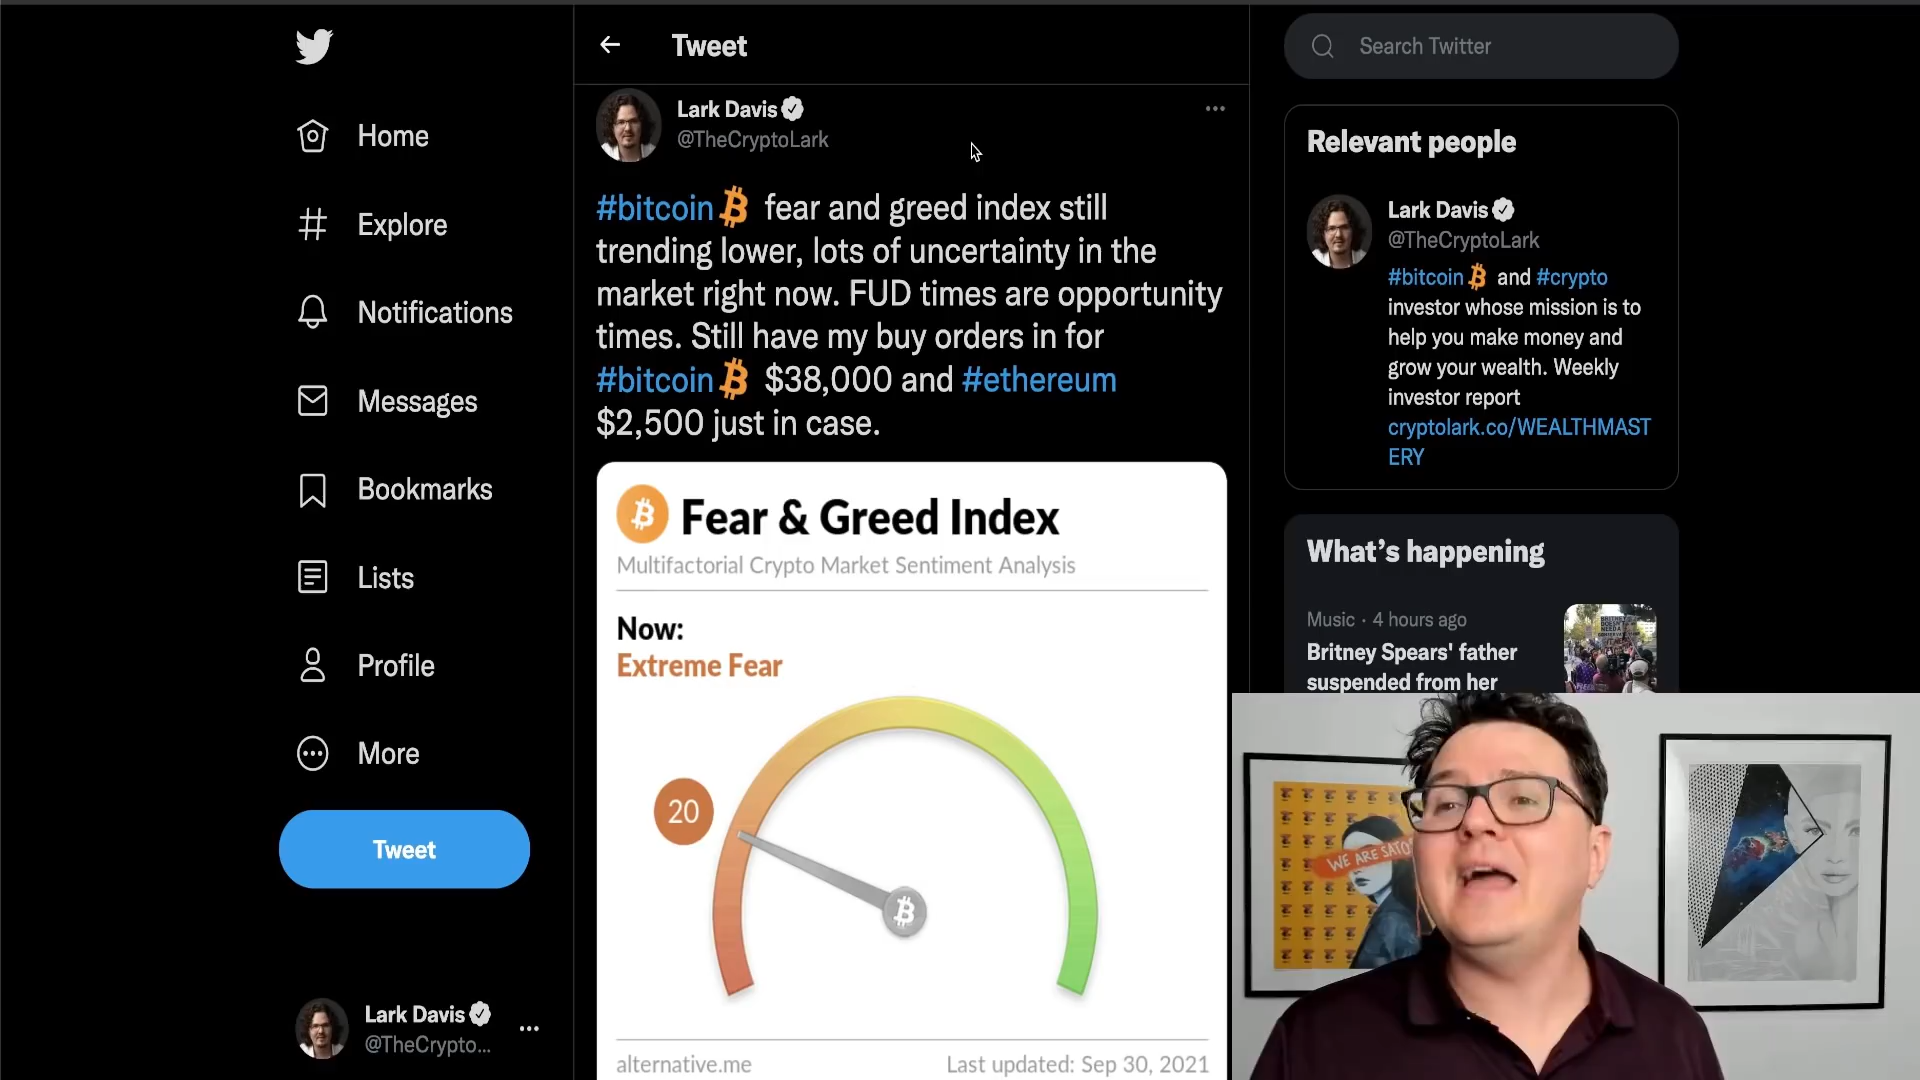 Home
Explore
Notifications
Messages
Bookmarks
Lists
Profile
More
Tweet
Lark Davis
@TheCrypto...
Tweet
Lark Davis
@TheCryptoLark
#bitcoin fear and greed index still
trending lower, lots of uncertainty in the
market right now. FUD times are opportunity
times. Still have my buy orders in for
#bitcoin $38,000 and #ethereum
$2,500 just in case.
Fear & Greed Index
Multifactorial Crypto Market Sentiment Analysis
Now:
Extreme Fear
20
alternative.me
Last updated: Sep 30, 2021
Search Twitter
Relevant people
Lark Davis
@TheCryptoLark
#bitcoin and #crypto
investor whose mission is to
help you make money and
grow your wealth. Weekly
investor report
cryptolark.co/WEALTHMAST
ERY
What's happening
Music · 4 hours ago
Britney Spears' father
suspended from her
WE ARE SATO